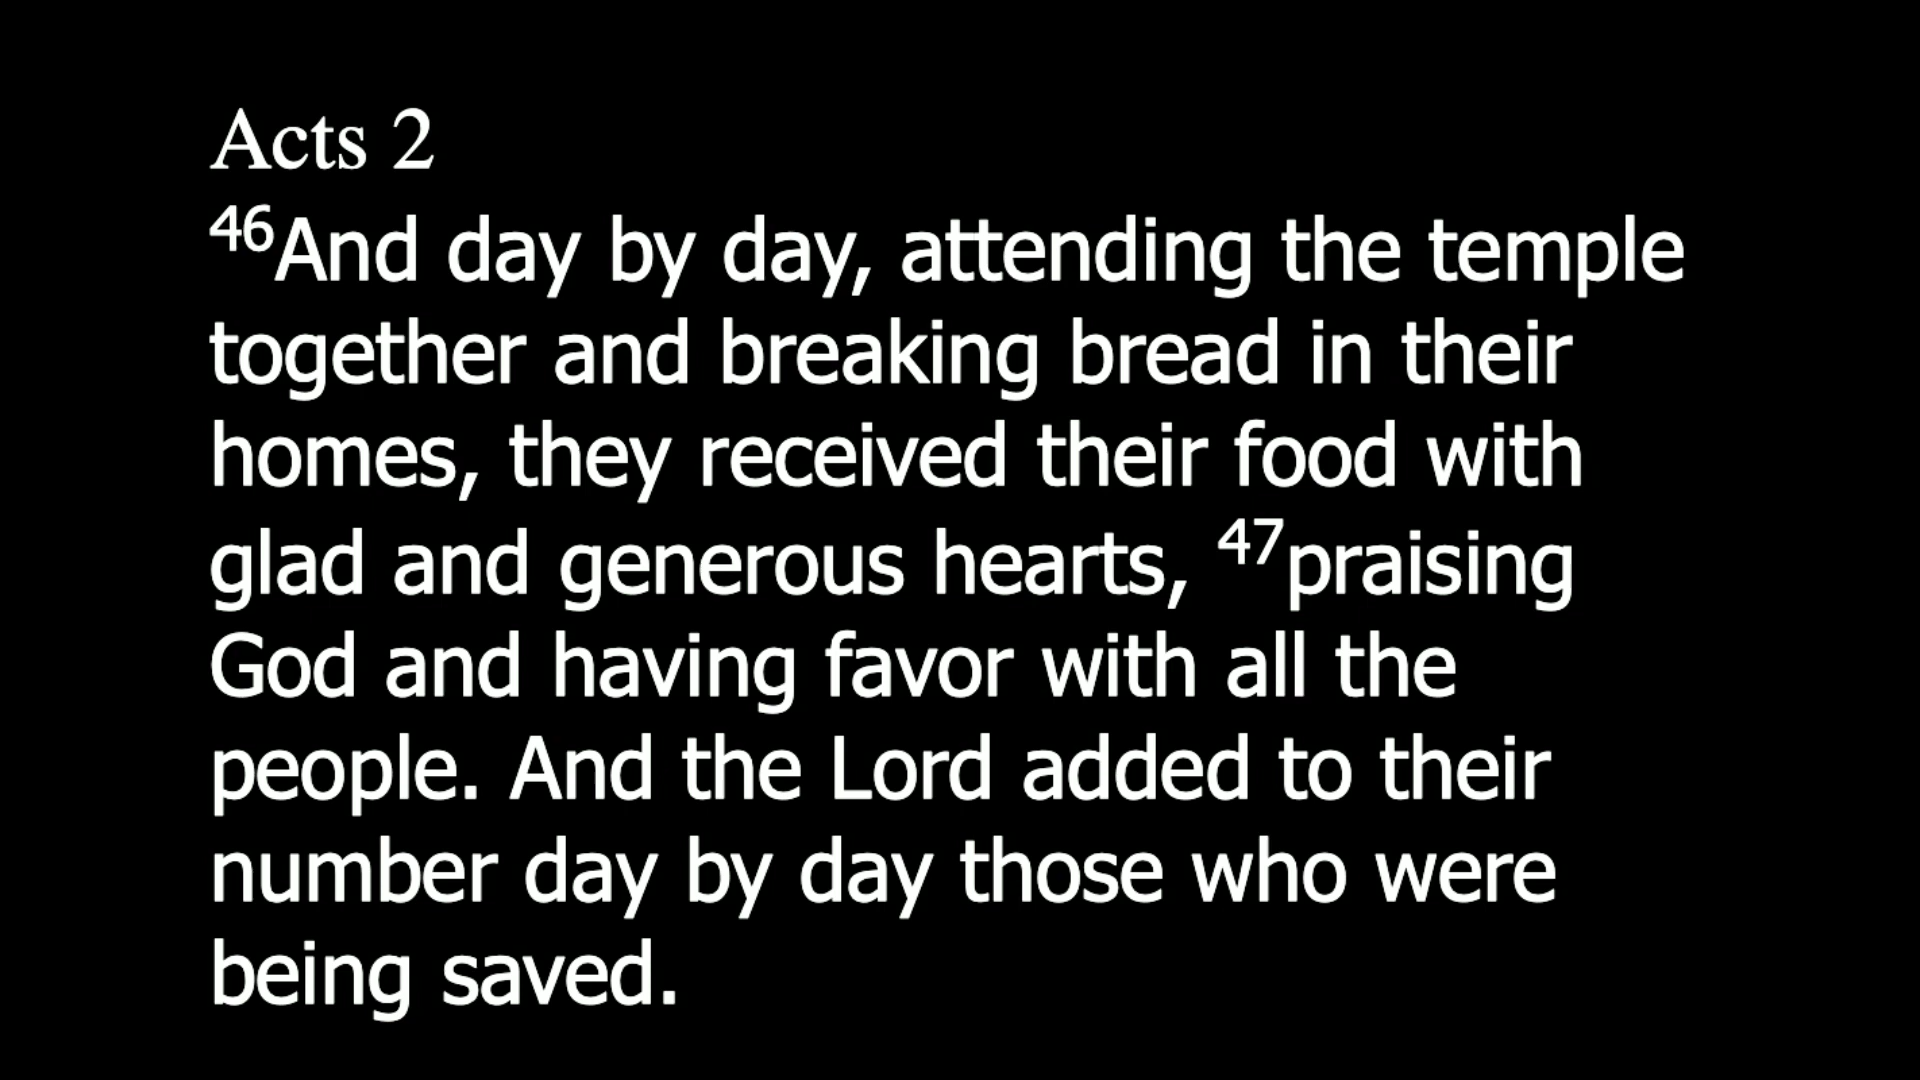 Acts 2
46And day by day, attending the temple
together and breaking bread in their
homes, they received their food with
glad and generous hearts, 47praising
God and having favor with all the
people. And the Lord added to their
number day by day those who were
being saved.